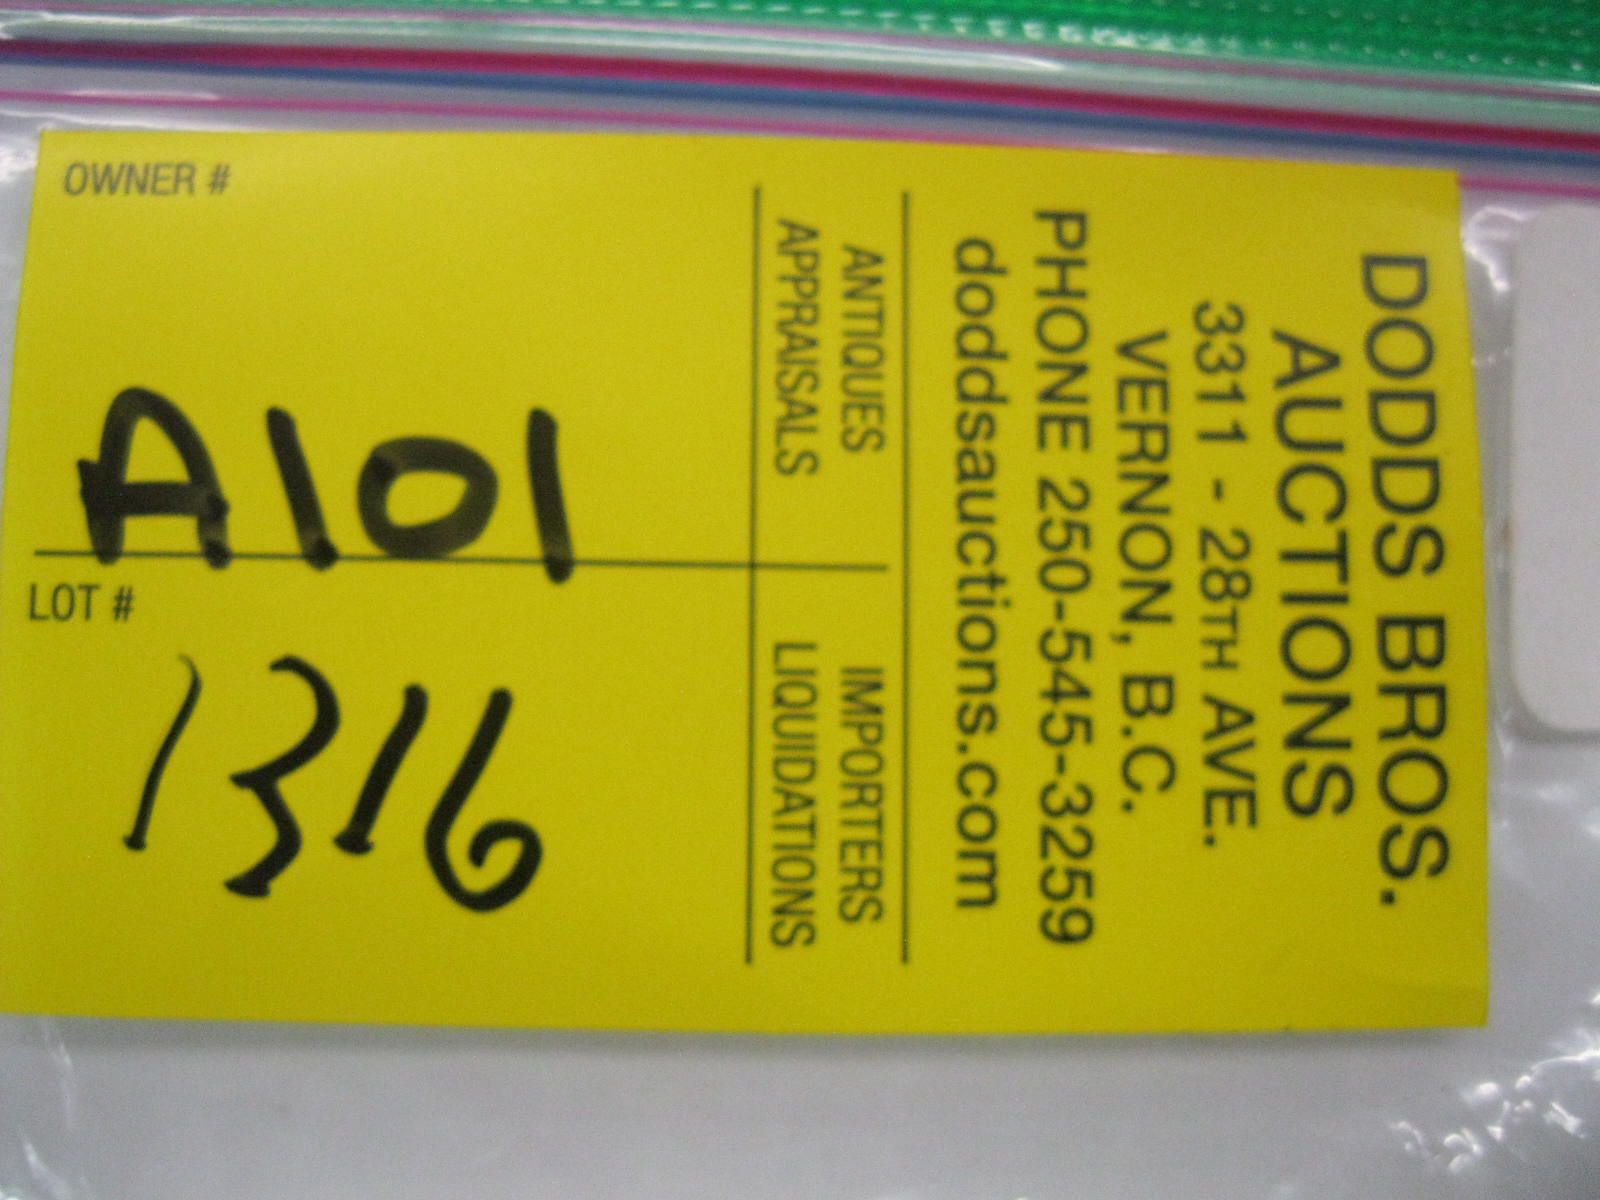 DODDS BROS.
AUCTIONS
3311 - 28TH AVE.
VERNON, B.C.
PHONE 250-545-3259
doddsauctions.com
ANTIQUES
APPRAISALS
IMPORTERS
LIQUIDATIONS
OWNER #
A101
LOT #
1316